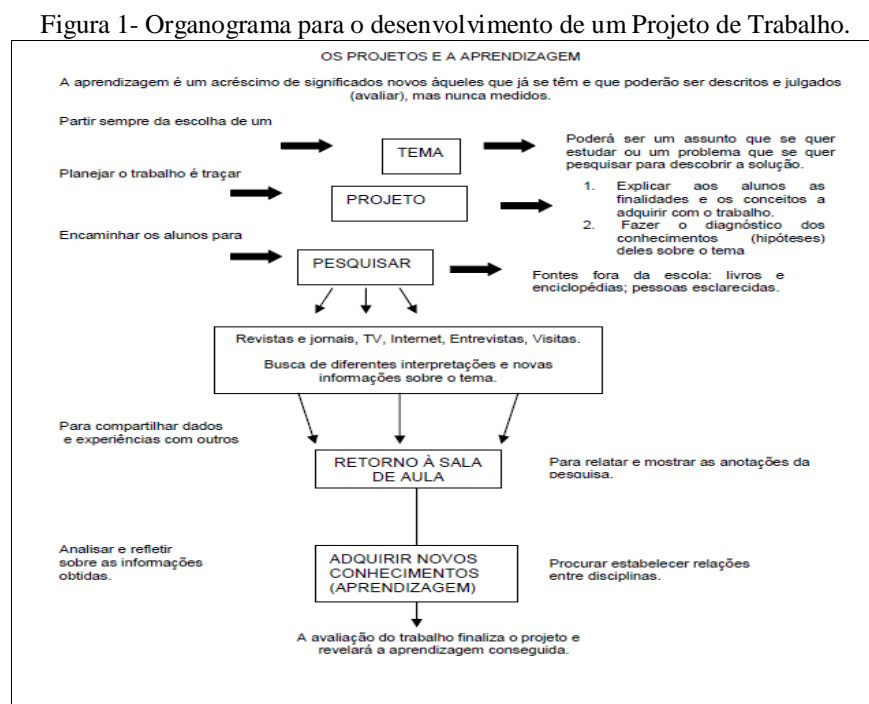 Figura 1- Organograma para o desenvolvimento de um Projeto de Trabalho.
OS PROJETOS E A APRENDIZAGEM
A aprendizagem é um acréscimo de significados novos àqueles que já se têm e que poderão ser descritos e julgados
(avaliar), mas nunca medidos.
Partir sempre da escolha de um
TEMA
Poderá ser um assunto que se quer
estudar ou um problema que se quer
pesquisar para descobrir a solução.
Planejar o trabalho é traçar
PROJETO
1. Explicar aos alunos as
finalidades e os conceitos a
adquirir com o trabalho.
2. Fazer o diagnóstico dos
conhecimentos (hipóteses)
deles sobre o tema
Encaminhar os alunos para
PESQUISAR
Fontes fora da escola: livros e
enciclopédias; pessoas esclarecidas.
Revistas e jornais, TV, Internet, Entrevistas, Visitas.
Busca de diferentes interpretações e novas
informações sobre o tema.
Para compartilhar dados
e experiências com outros
RETORNO À SALA
DE AULA
Para relatar e mostrar as anotações da
pesquisa.
Analisar e refletir
sobre as informações
obtidas.
ADQUIRIR NOVOS
CONHECIMENTOS
(APRENDIZAGEM)
Procurar estabelecer relações
entre disciplinas.
A avaliação do trabalho finaliza o projeto e
revelará a aprendizagem conseguida.